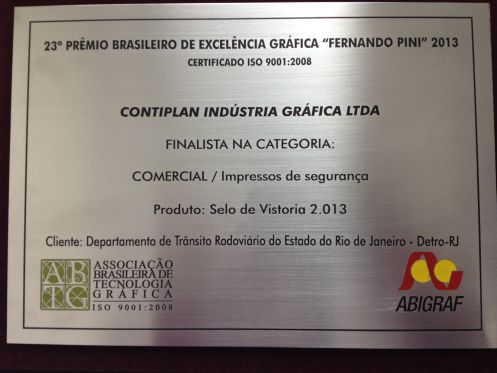 23º PRÊMIO BRASILEIRO DE EXCELÊNCIA GRÁFICA "FERNANDO PINI" 2013
CERTIFICADO ISO 9001:2008
CONTIPLAN INDÚSTRIA GRÁFICA LTDA
FINALISTA NA CATEGORIA:
COMERCIAL / Impressos de segurança
Produto: Selo de Vistoria 2.013
Cliente: Departamento de Trânsito Rodoviário do Estado do Rio de Janeiro - Detro-RJ
AB
TG
ASSOCIAÇÃO
BRASILEIRA DE
TECNOLOGIA
GRÁFICA
ISO 9001:2008
ABIGRAF